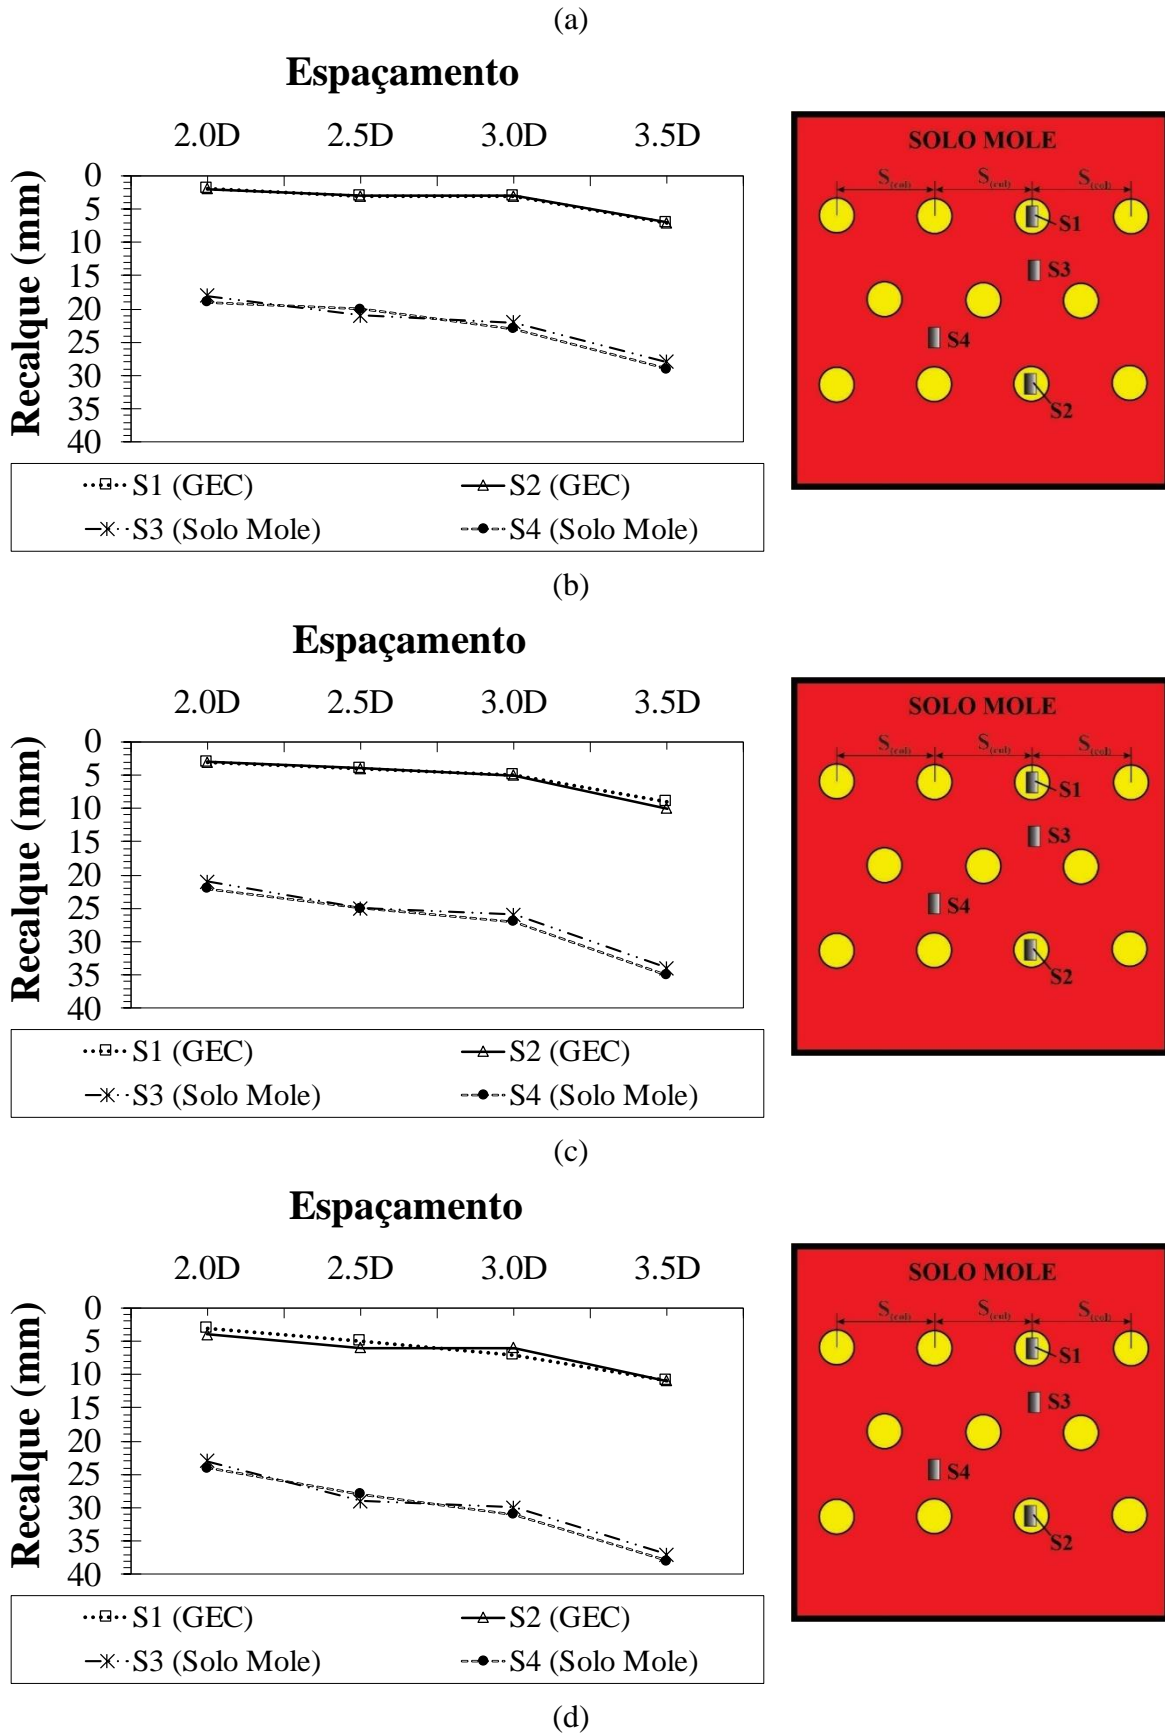 (a)
Espaçamento
2.0D 2.5D 3.0D 3.5D
Recalque (mm)
0
5
10
15
20
25
30
35
40
S1 (GEC) S2 (GEC)
S3 (Solo Mole) S4 (Solo Mole)
SOLO MOLE
S(col) S(col) S(col)
S1
S3
S4
S2
(b)
Espaçamento
2.0D 2.5D 3.0D 3.5D
Recalque (mm)
0
5
10
15
20
25
30
35
40
S1 (GEC) S2 (GEC)
S3 (Solo Mole) S4 (Solo Mole)
SOLO MOLE
S(col) S(col) S(col)
S1
S3
S4
S2
(c)
Espaçamento
2.0D 2.5D 3.0D 3.5D
Recalque (mm)
0
5
10
15
20
25
30
35
40
S1 (GEC) S2 (GEC)
S3 (Solo Mole) S4 (Solo Mole)
SOLO MOLE
S(col) S(col) S(col)
S1
S3
S4
S2
(d)